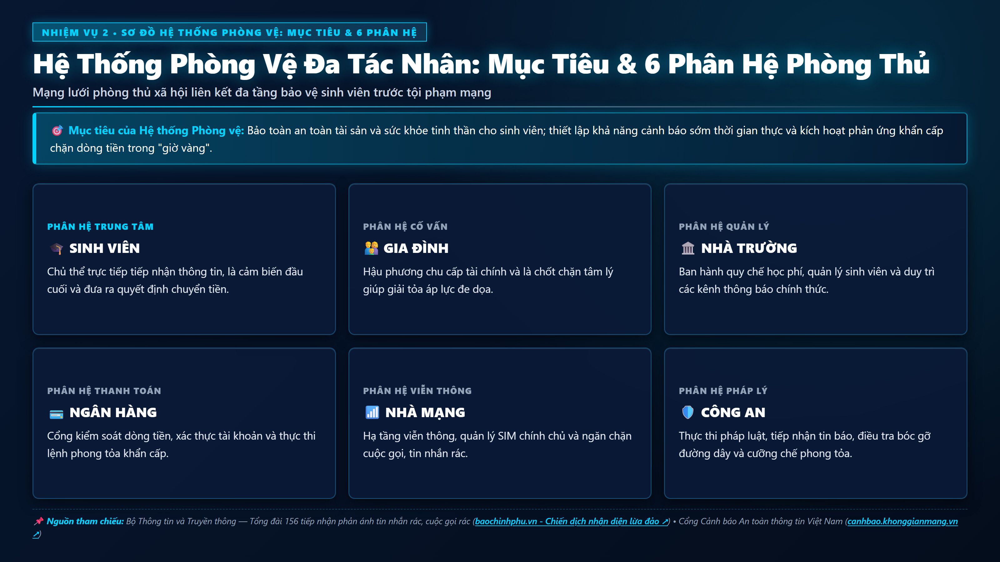 NHIỆM VỤ 2 • SƠ ĐỒ HỆ THỐNG PHÒNG VỆ: MỤC TIÊU & 6 PHÂN HỆ
Hệ Thống Phòng Vệ Đa Tác Nhân: Mục Tiêu & 6 Phân Hệ Phòng Thủ
Mạng lưới phòng thủ xã hội liên kết đa tầng bảo vệ sinh viên trước tội phạm mạng
🎯 Mục tiêu của Hệ thống Phòng vệ: Bảo toàn an toàn tài sản và sức khỏe tinh thần cho sinh viên; thiết lập khả năng cảnh báo sớm thời gian thực và kích hoạt phản ứng khẩn cấp
chặn dòng tiền trong "giờ vàng".
PHÂN HỆ TRUNG TÂM
🎓 SINH VIÊN
Chủ thể trực tiếp tiếp nhận thông tin, là cảm biến đầu
cuối và đưa ra quyết định chuyển tiền.
PHÂN HỆ CỐ VẤN
👨‍👩‍👦 GIA ĐÌNH
Hậu phương chu cấp tài chính và là chốt chặn tâm lý
giúp giải tỏa áp lực đe dọa.
PHÂN HỆ QUẢN LÝ
🏛️ NHÀ TRƯỜNG
Ban hành quy chế học phí, quản lý sinh viên và duy trì
các kênh thông báo chính thức.
PHÂN HỆ THANH TOÁN
💳 NGÂN HÀNG
Cổng kiểm soát dòng tiền, xác thực tài khoản và thực thi
lệnh phong tỏa khẩn cấp.
PHÂN HỆ VIỄN THÔNG
📶 NHÀ MẠNG
Hạ tầng viễn thông, quản lý SIM chính chủ và ngăn chặn
cuộc gọi, tin nhắn rác.
PHÂN HỆ PHÁP LÝ
🛡️ CÔNG AN
Thực thi pháp luật, tiếp nhận tin báo, điều tra bóc gỡ
đường dây và cưỡng chế phong tỏa.
📌 Nguồn tham chiếu: Bộ Thông tin và Truyền thông — Tổng đài 156 tiếp nhận phản ánh tin nhắn rác, cuộc gọi rác (baochinhphu.vn - Chiến dịch nhận diện lừa đảo ↗) • Cổng Cảnh báo An toàn thông tin Việt Nam (canhbao.khonggianmang.vn
↗)